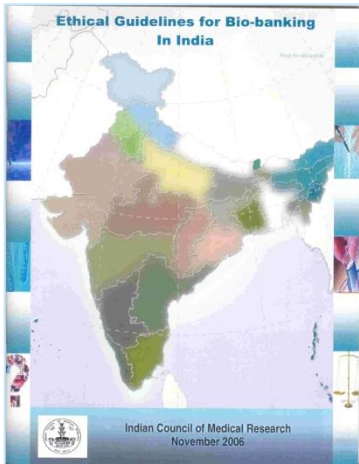 Ethical Guidelines for Bio-banking
In India
Indian Council of Medical Research
November 2006